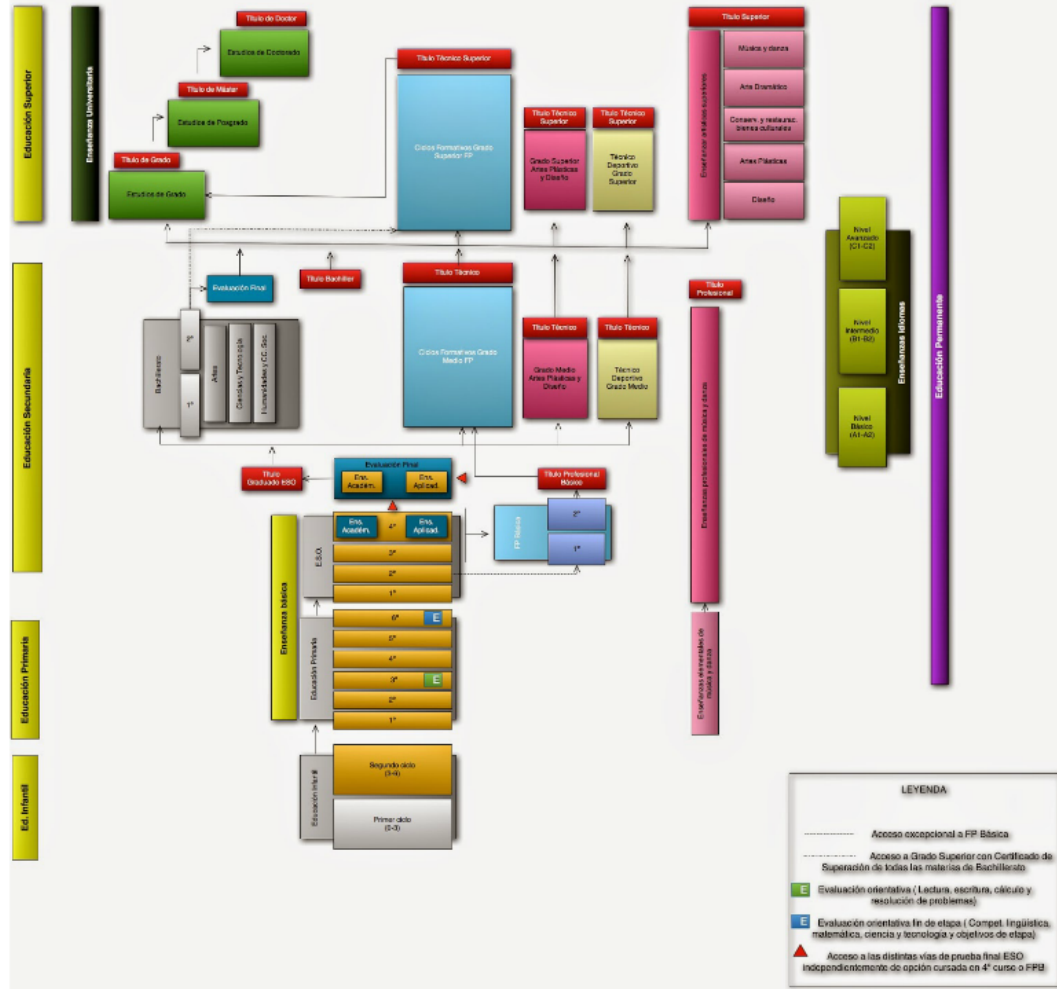 Educación Superior
Enseñanza Universitaria
Título de Doctor
Estudios de Doctorado
Título de Máster
Estudios de Posgrado
Título de Grado
Estudios de Grado
Título Técnico Superior
Ciclos Formativos Grado
Superior FP
Título Técnico
Superior
Grado Superior
Artes Plásticas
y Diseño
Título Técnico
Superior
Técnico
Deportivo
Grado
Superior
Título Superior
Enseñanzas artísticas superiores
Música y danza
Arte Dramático
Conserv. y restaurac.
bienes culturales
Artes Plásticas
Diseño
Educación Secundaria
Evaluación Final
Título Bachiller
Bachillerato
1º
2º
Artes
Ciencias y Tecnología
Humanidades y CC. Soc.
Título Técnico
Ciclos Formativos Grado
Medio FP
Título Técnico
Grado Medio
Artes Plásticas y
Diseño
Título Técnico
Técnico
Deportivo
Grado Medio
Título
Profesional
Enseñanzas profesionales de música y danza
Nivel
Avanzado
(C1-C2)
Nivel
Intermedio
(B1-B2)
Nivel
Básico
(A1-A2)
Enseñanzas Idiomas
Educación Permanente
Título
Graduado ESO
Evaluación Final
Ens.
Académ.
Ens.
Aplicad.
Título Profesional
Básico
FP Básica
2º
1º
Enseñanza básica
E.S.O.
Ens.
Académ.
4º
Ens.
Aplicad.
3º
2º
1º
Educación Primaria
Educación Primaria
6º
E
5º
4º
3º
E
2º
1º
Enseñanzas elementales de
música y danza
Ed. Infantil
Educación Infantil
Segundo ciclo
(3-6)
Primer ciclo
(0-3)
LEYENDA
Acceso excepcional a FP Básica
Acceso a Grado Superior con Certificado de
Superación de todas las materias de Bachillerato
E
Evaluación orientativa ( Lectura, escritura, cálculo y
resolución de problemas)
E
Evaluación orientativa fin de etapa ( Compet. lingüística,
matemática, ciencia y tecnología y objetivos de etapa)
Acceso a las distintas vías de prueba final ESO
independientemente de opción cursada en 4º curso o FPB